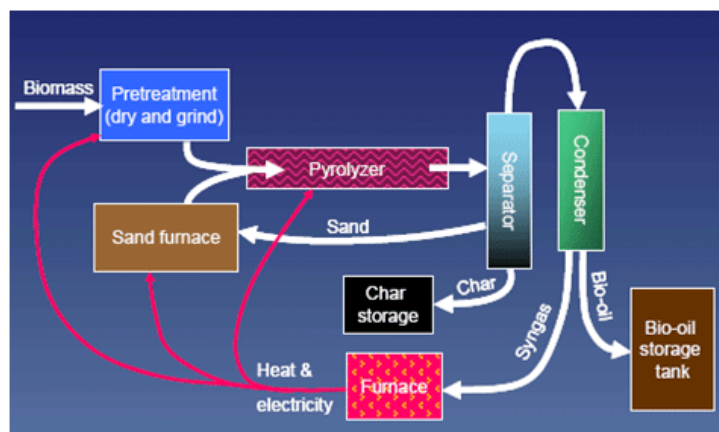 Biomass
Pretreatment
(dry and grind)
Pyrolyzer
Separator
Condenser
Sand furnace
Sand
Char
Char
storage
Syngas
Bio-oil
Bio-oil
storage
tank
Heat &
electricity
Furnace